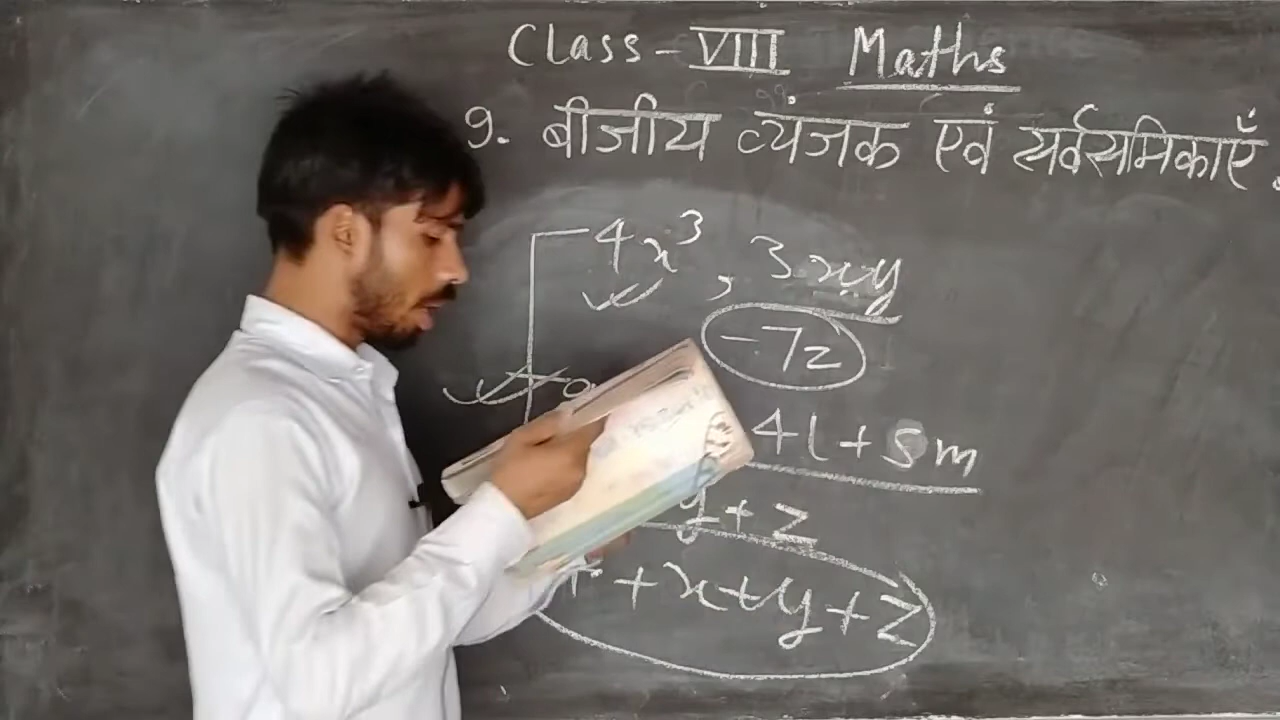 Class - VIII Maths
9. बीजीय व्यंजक एवं सर्वसमिकाएँ.
4x³, 3xy
-7z
4l + 5m
y + z
+ x + y + z